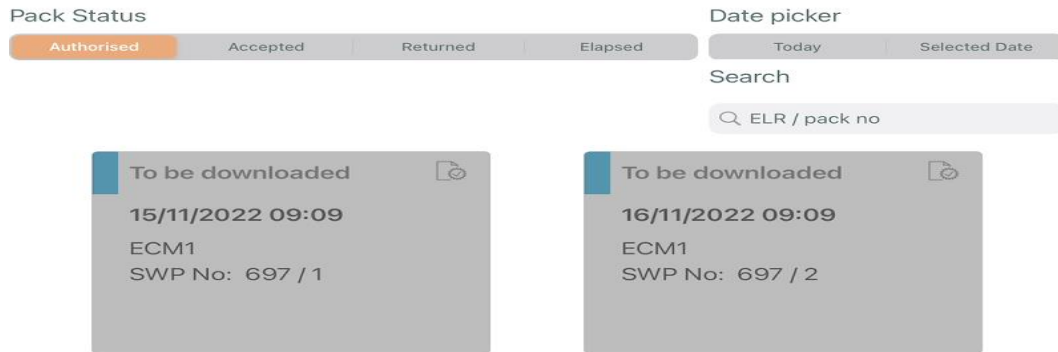 Pack Status
Date picker
Authorised Accepted Returned Elapsed
Today Selected Date
Search
ELR / pack no
To be downloaded
15/11/2022 09:09
ECM1
SWP No: 697 / 1
To be downloaded
16/11/2022 09:09
ECM1
SWP No: 697 / 2